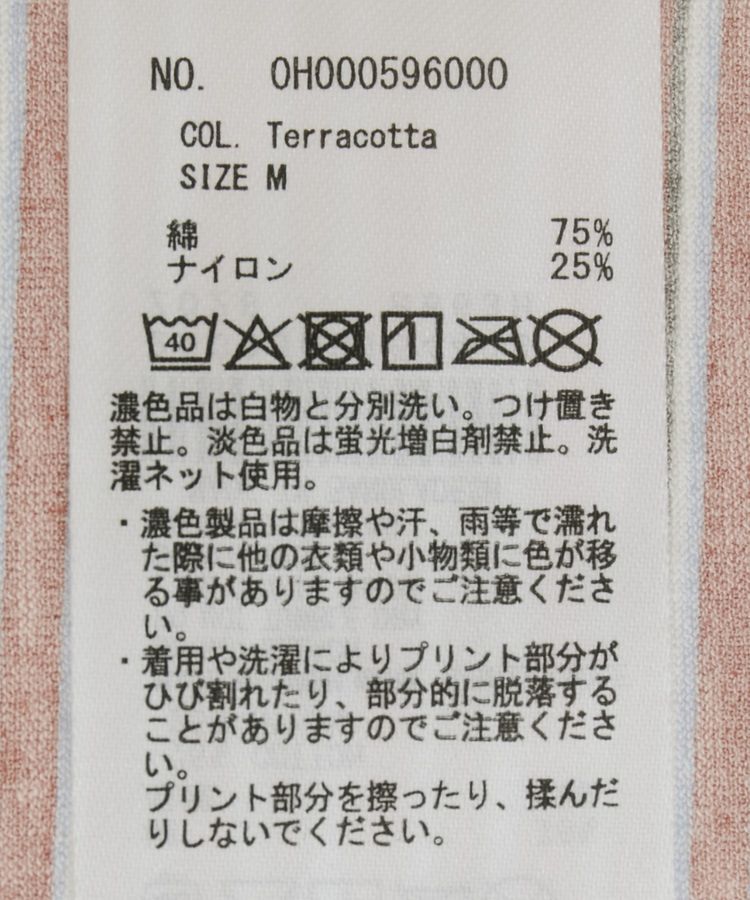 NO. 0H000596000
COL. Terracotta
SIZE M
綿 75%
ナイロン 25%
40
濃色品は白物と分別洗い。つけ置き
禁止。淡色品は蛍光増白剤禁止。洗
濯ネット使用。
・濃色製品は摩擦や汗、雨等で濡れ
た際に他の衣類や小物類に色が移
る事がありますのでご注意くださ
い。
・着用や洗濯によりプリント部分が
ひび割れたり、部分的に脱落する
ことがありますのでご注意くださ
い。
プリント部分を擦ったり、揉んだ
りしないでください。